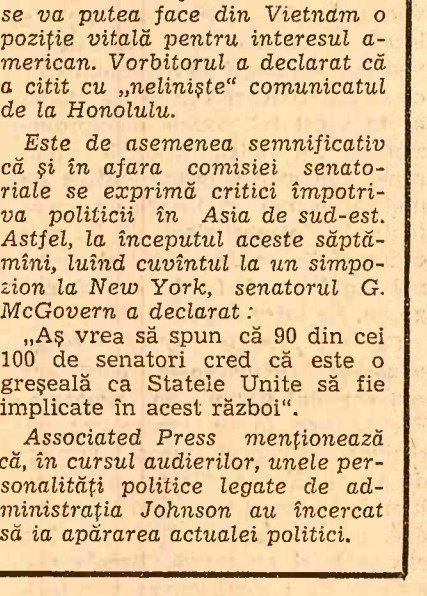 se va putea face din Vietnam o
poziție vitală pentru interesul a-
merican. Vorbitorul a declarat că
a citit cu „neliniște“ comunicatul
de la Honolulu.
Este de asemenea semnificativ
că și în afara comisiei senato-
riale se exprimă critici împotri-
va politicii în Asia de sud-est.
Astfel, la începutul aceste săptă-
mîni, luînd cuvîntul la un simpo-
zion la New York, senatorul G.
McGovern a declarat :
„Aș vrea să spun că 90 din cei
100 de senatori cred că este o
greșeală ca Statele Unite să fie
implicate în acest război“.
Associated Press menționează
că, în cursul audierilor, unele per-
sonalități politice legate de ad-
ministrația Johnson au încercat
să ia apărarea actualei politici.